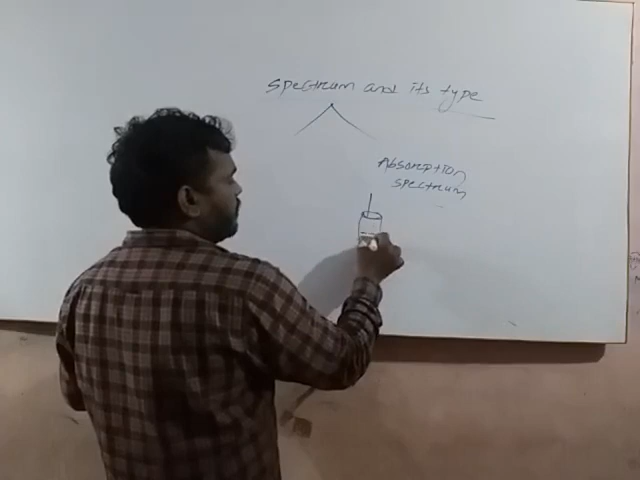 Spectrum and its type
Absorption
spectrum